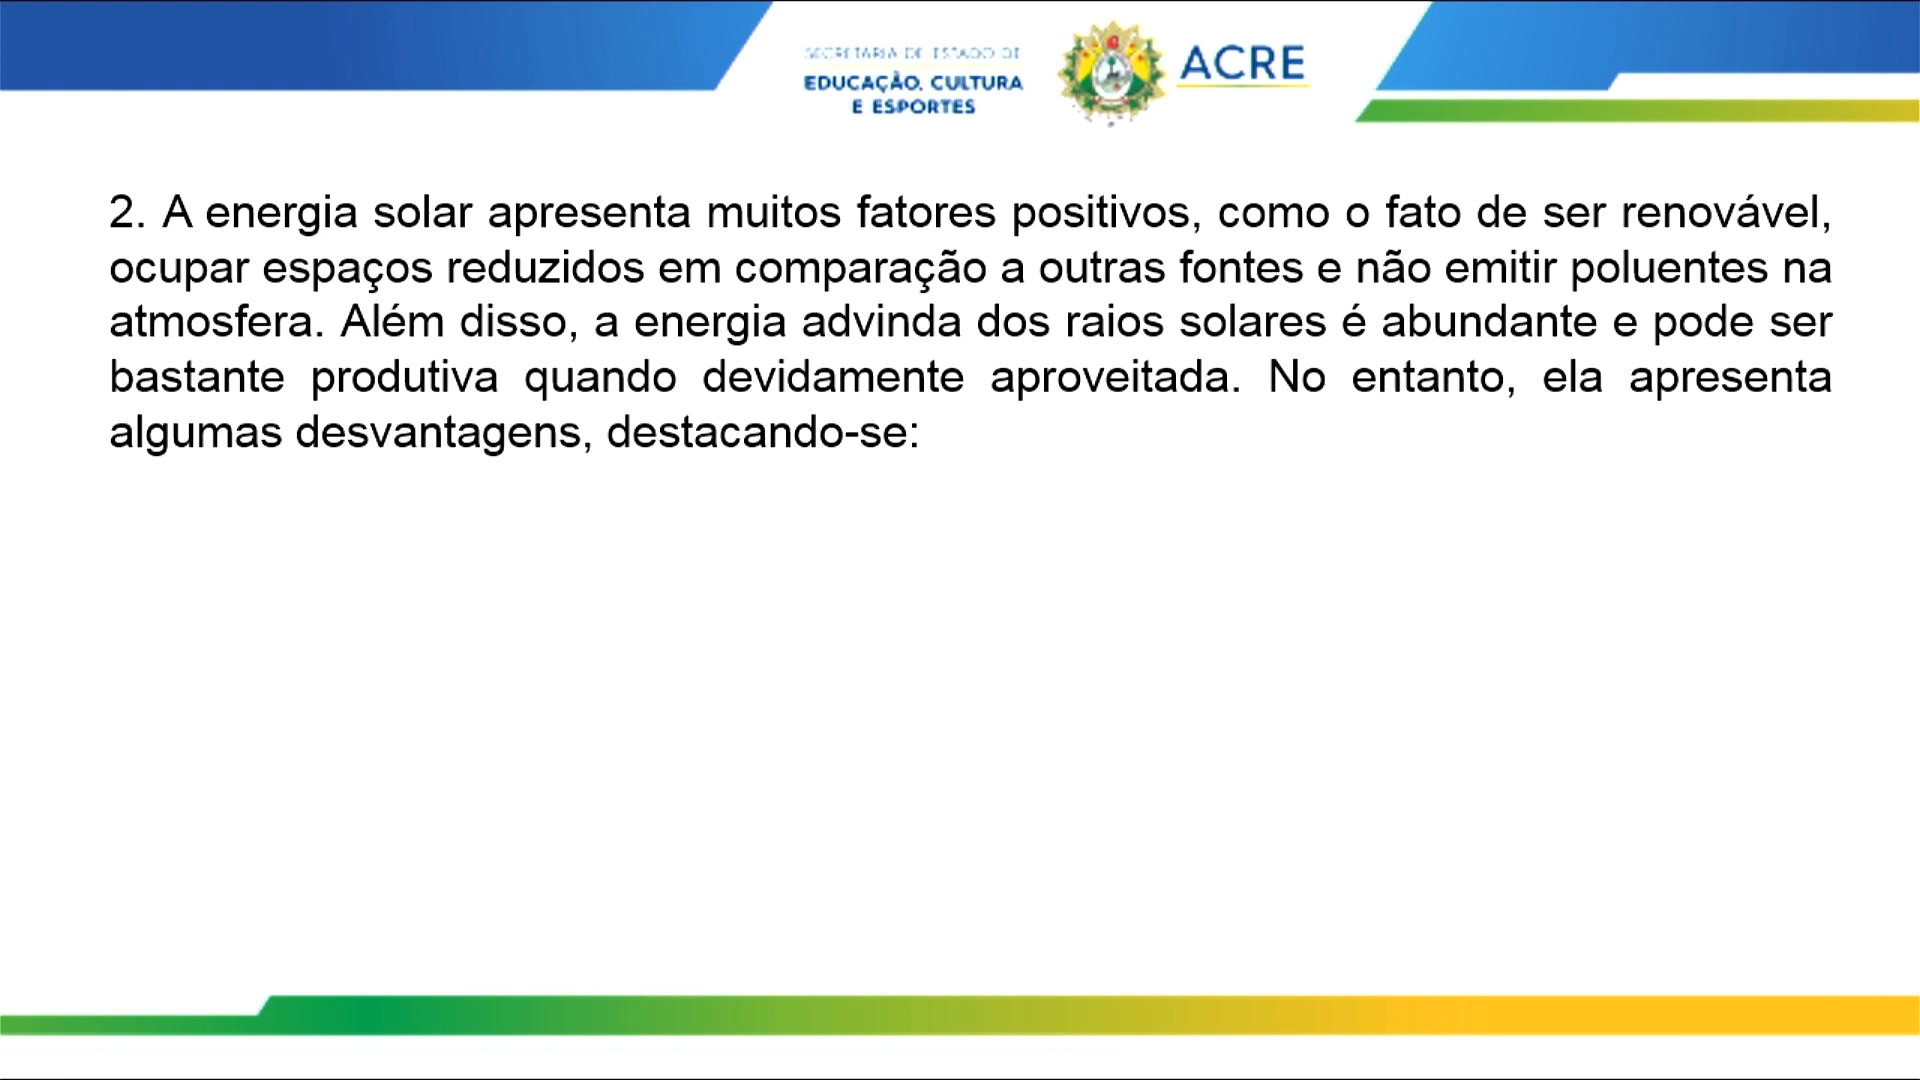 SECRETARIA DE ESTADO DE
EDUCAÇÃO, CULTURA
E ESPORTES
ACRE
2. A energia solar apresenta muitos fatores positivos, como o fato de ser renovável,
ocupar espaços reduzidos em comparação a outras fontes e não emitir poluentes na
atmosfera. Além disso, a energia advinda dos raios solares é abundante e pode ser
bastante produtiva quando devidamente aproveitada. No entanto, ela apresenta
algumas desvantagens, destacando-se: